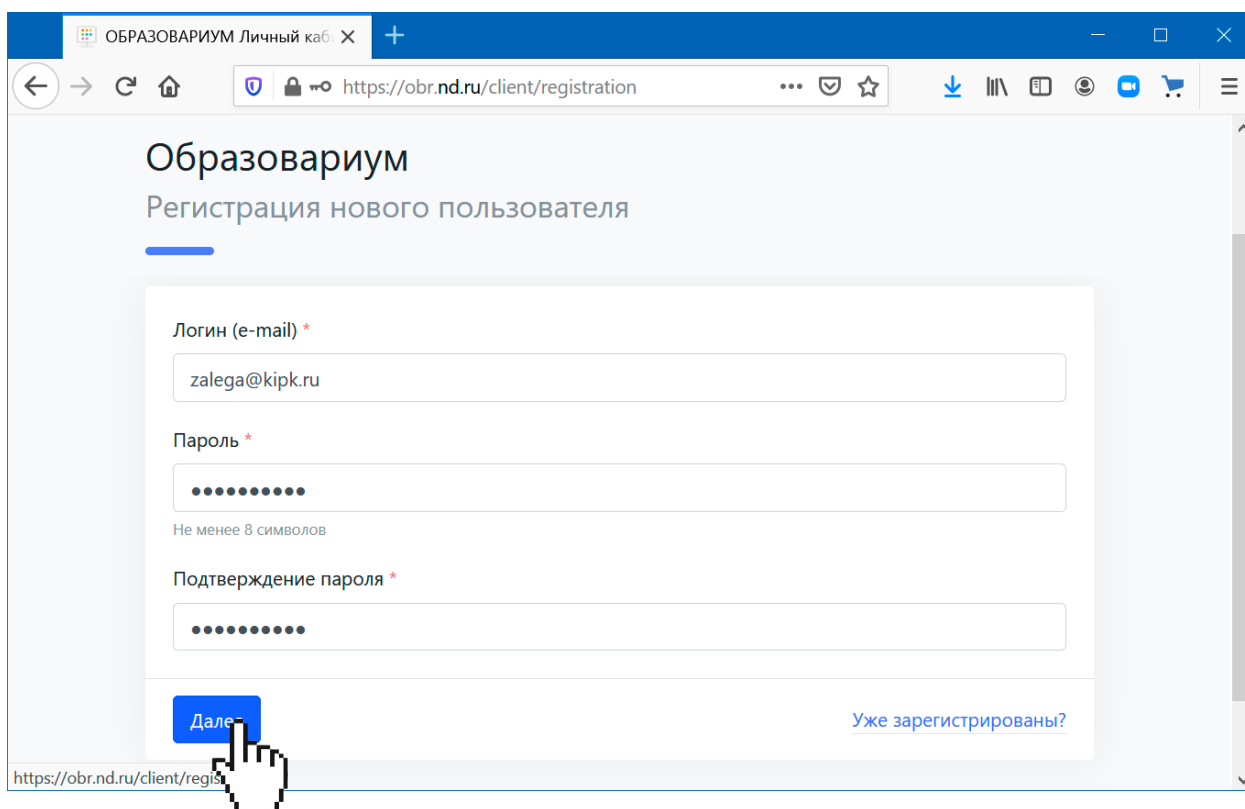 ОБРАЗОВАРИУМ Личный каб
https://obr.nd.ru/client/registration
Образовариум
Регистрация нового пользователя
Логин (e-mail) *
zalega@kipk.ru
Пароль *
••••••••••
Не менее 8 символов
Подтверждение пароля *
••••••••••
Далее
Уже зарегистрированы?
https://obr.nd.ru/client/regis